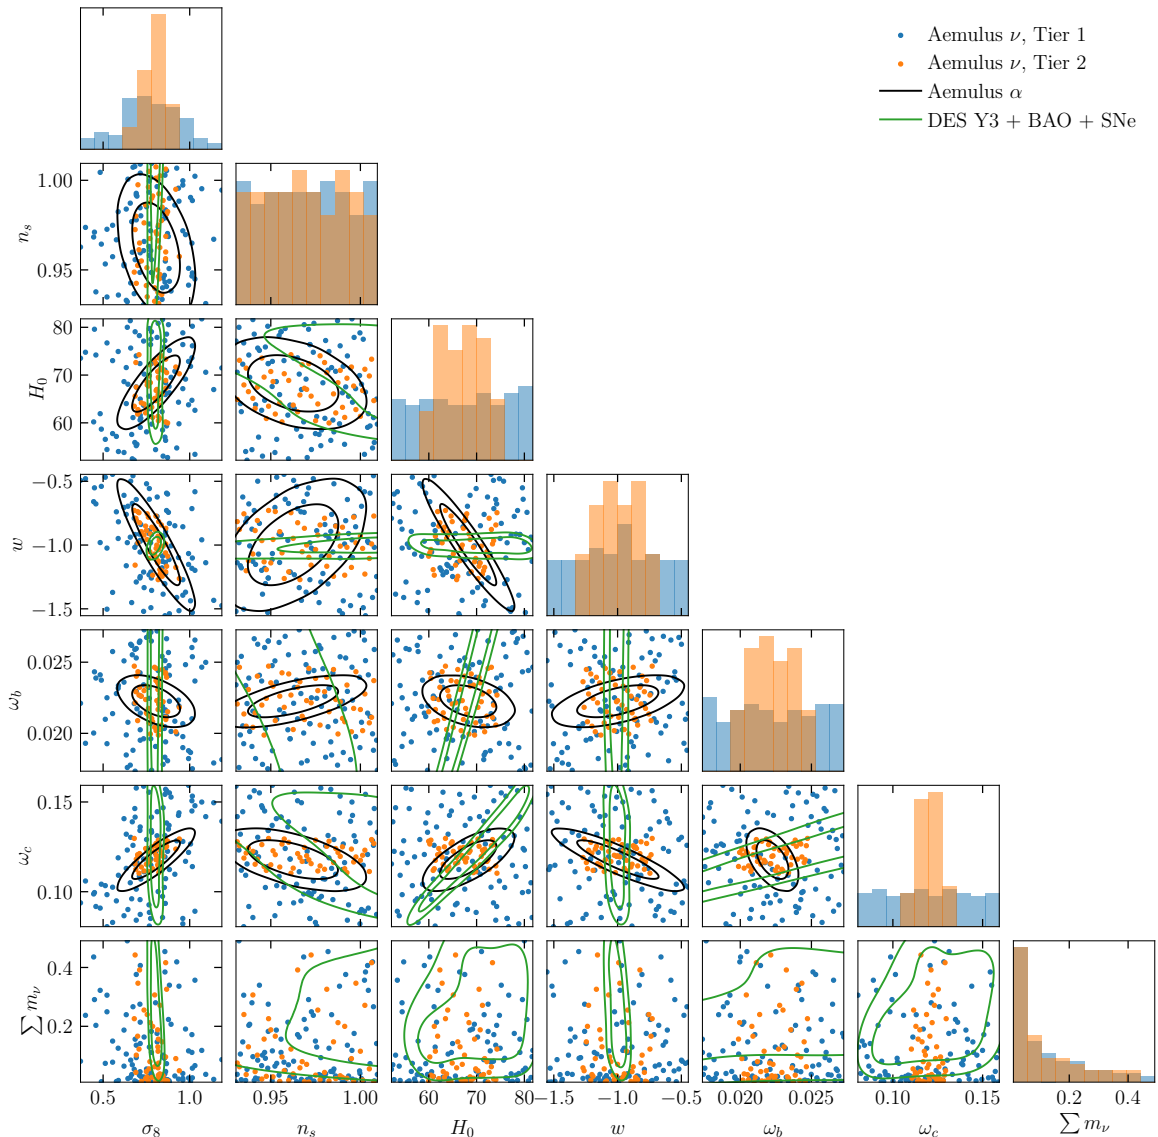 Aemulus ν, Tier 1
Aemulus ν, Tier 2
Aemulus α
DES Y3 + BAO + SNe
1.00
0.95
n_s
80
70
60
H_0
−0.5
−1.0
−1.5
w
0.025
0.020
ω_b
0.15
0.10
ω_c
0.4
0.2
∑ m_ν
0.5 1.0 0.95 1.00 60 70 80 −1.5 −1.0 −0.5 0.020 0.025 0.10 0.15 0.2 0.4
σ_8 n_s H_0 w ω_b ω_c ∑ m_ν